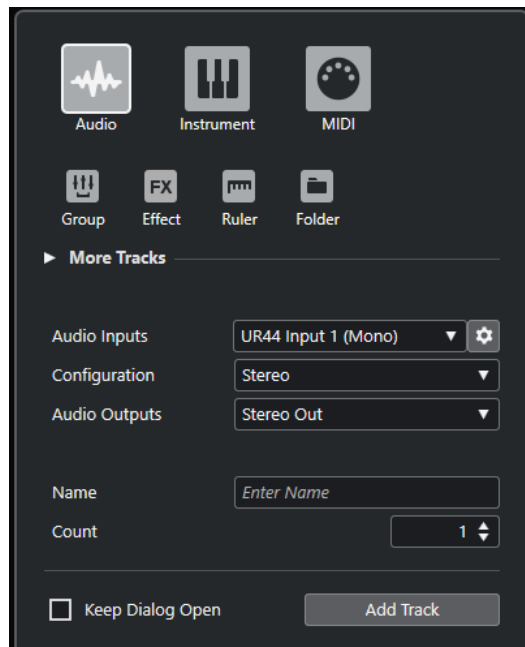 Audio Instrument MIDI
FX
Group Effect Ruler Folder
More Tracks
Audio Inputs UR44 Input 1 (Mono)
Configuration Stereo
Audio Outputs Stereo Out
Name Enter Name
Count 1
Keep Dialog Open Add Track